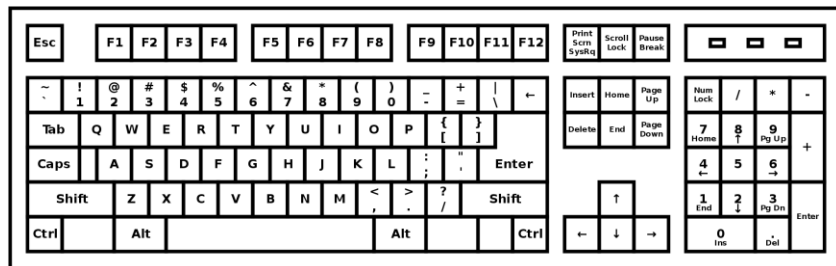 Esc F1 F2 F3 F4 F5 F6 F7 F8 F9 F10 F11 F12 Print Scrn SysRq Scroll Lock Pause Break
~ ! @ # $ % ^ & * ( ) _ + |
` 1 2 3 4 5 6 7 8 9 0 - = \ ← Insert Home Page Up Num Lock / * -
Tab Q W E R T Y U I O P { [ } ] Delete End Page Down 7 Home 8 ↑ 9 Pg Up +
Caps A S D F G H J K L : ; " ' Enter 4 ← 5 6 →
Shift Z X C V B N M < , > . ? / Shift ↑ 1 End 2 ↓ 3 Pg Dn Enter
Ctrl Alt Alt Ctrl ← ↓ → 0 Ins . Del